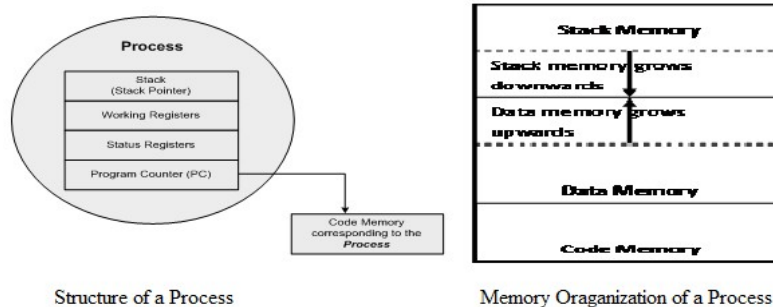 Process
Stack
(Stack Pointer)
Working Registers
Status Registers
Program Counter (PC)
Code Memory
corresponding to the
Process
Structure of a Process
Stack Memory
Stack memory grows
downwards
Data memory grows
upwards
Data Memory
Code Memory
Memory Oraganization of a Process